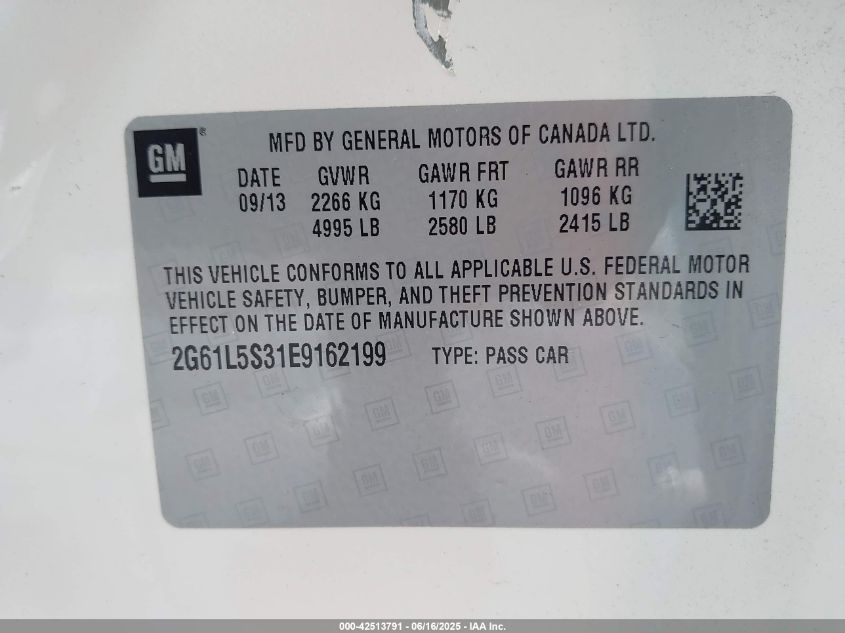 GM ®
MFD BY GENERAL MOTORS OF CANADA LTD.
DATE GVWR GAWR FRT GAWR RR
09/13 2266 KG 1170 KG 1096 KG
4995 LB 2580 LB 2415 LB
THIS VEHICLE CONFORMS TO ALL APPLICABLE U.S. FEDERAL MOTOR
VEHICLE SAFETY, BUMPER, AND THEFT PREVENTION STANDARDS IN
EFFECT ON THE DATE OF MANUFACTURE SHOWN ABOVE.
2G61L5S31E9162199 TYPE: PASS CAR
000-42513791 - 06/16/2025 - IAA Inc.